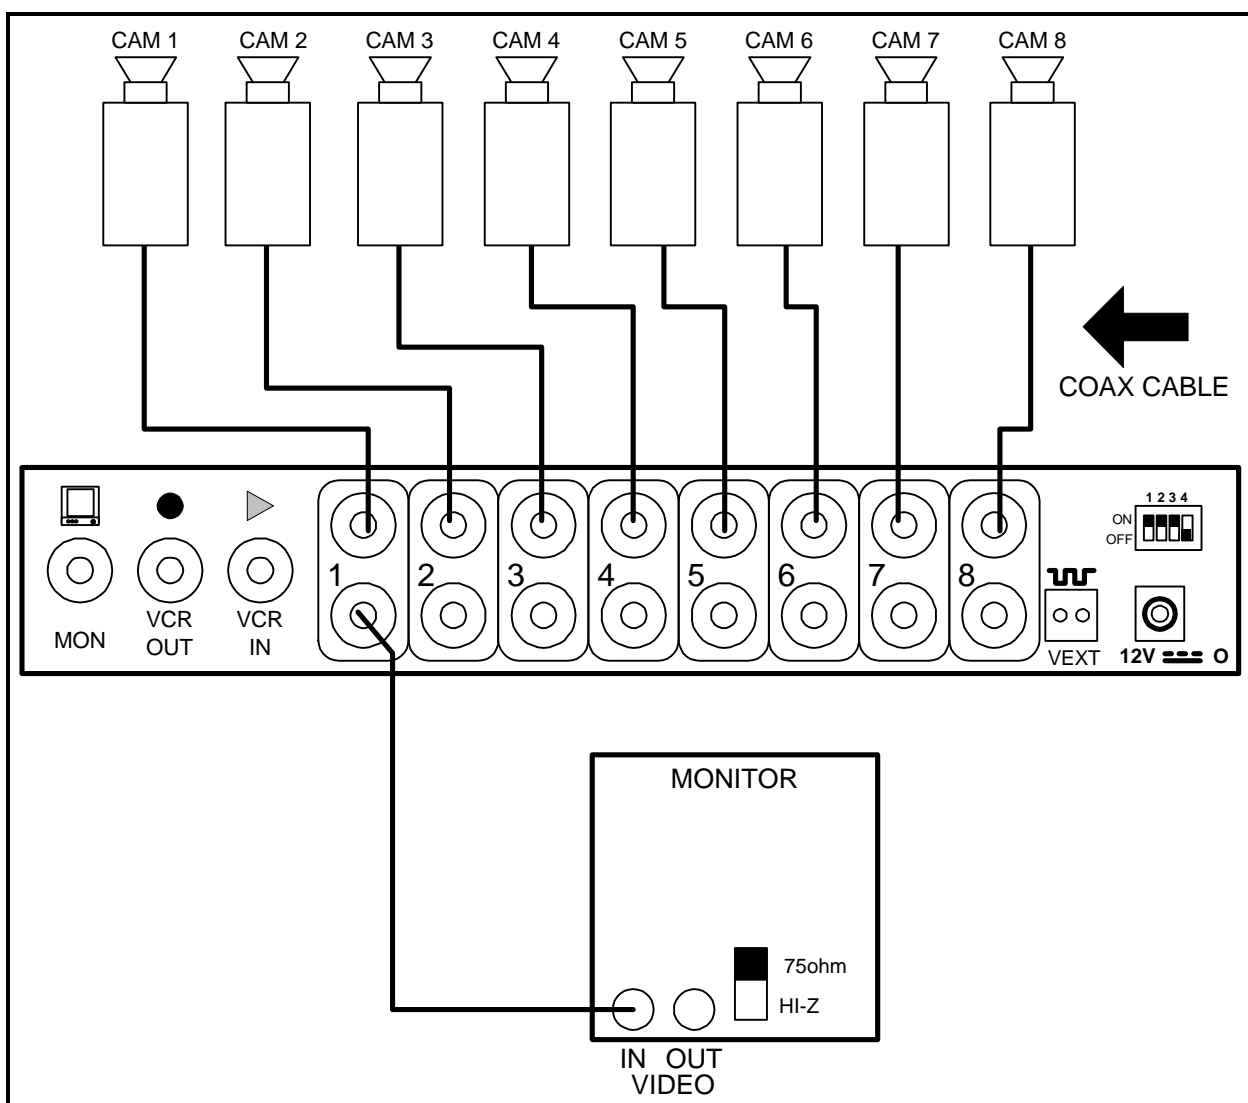 CAM 1 CAM 2 CAM 3 CAM 4 CAM 5 CAM 6 CAM 7 CAM 8
COAX CABLE
1 2 3 4
ON
OFF
1 2 3 4 5 6 7 8
MON
VCR
OUT
VCR
IN
VEXT
12V O
MONITOR
75ohm
HI-Z
IN OUT
VIDEO